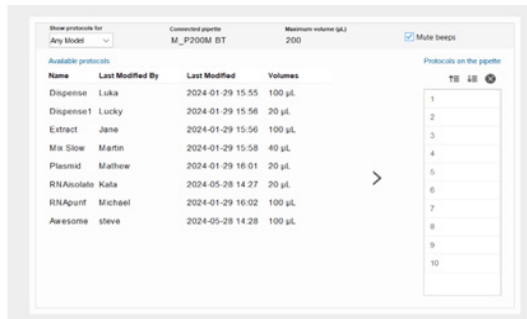 Show protocols for Connected pipette Maximum volume (µL)
Any Model M_P200M BT 200 Mute beeps
Available protocols Protocols on the pipette
Name Last Modified By Last Modified Volumes
Dispense Luka 2024-01-29 15:55 100 µL
Dispense1 Lucky 2024-01-29 15:56 20 µL
Extract Jane 2024-01-29 15:56 100 µL
Mix Slow Martin 2024-01-29 15:58 40 µL
Plasmid Mathew 2024-01-29 16:01 20 µL
RNAisolate Kata 2024-05-28 14:27 20 µL
RNApurif Michael 2024-01-29 16:02 100 µL
Awesome steve 2024-05-28 14:28 100 µL
1
2
3
4
5
6
7
8
9
10